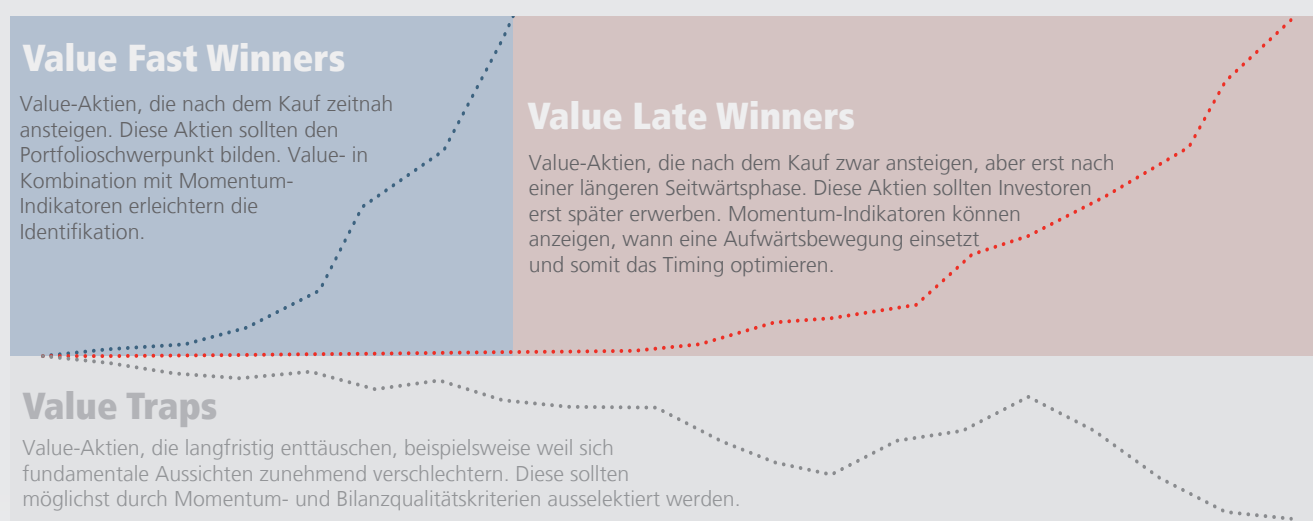 Value Fast Winners
Value-Aktien, die nach dem Kauf zeitnah
ansteigen. Diese Aktien sollten den
Portfolioschwerpunkt bilden. Value- in
Kombination mit Momentum-
Indikatoren erleichtern die
Identifikation.
Value Late Winners
Value-Aktien, die nach dem Kauf zwar ansteigen, aber erst nach
einer längeren Seitwärtsphase. Diese Aktien sollten Investoren
erst später erwerben. Momentum-Indikatoren können
anzeigen, wann eine Aufwärtsbewegung einsetzt
und somit das Timing optimieren.
Value Traps
Value-Aktien, die langfristig enttäuschen, beispielsweise weil sich
fundamentale Aussichten zunehmend verschlechtern. Diese sollten
möglichst durch Momentum- und Bilanzqualitätskriterien ausselektiert werden.